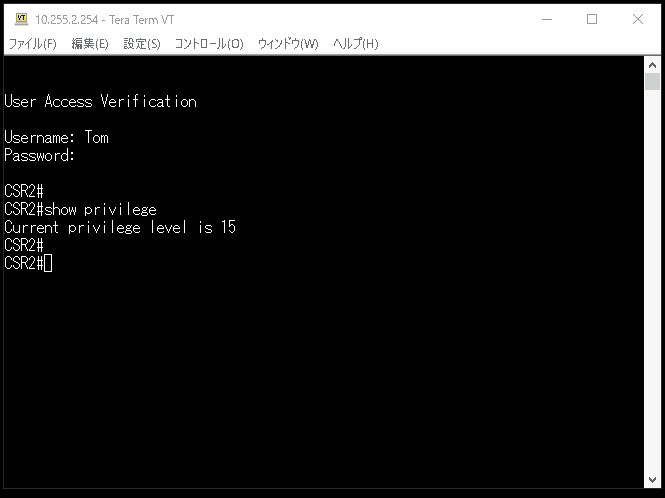 10.255.2.254 - Tera Term VT
ファイル(F) 編集(E) 設定(S) コントロール(O) ウィンドウ(W) ヘルプ(H)
User Access Verification
Username: Tom
Password:
CSR2#
CSR2#show privilege
Current privilege level is 15
CSR2#
CSR2#